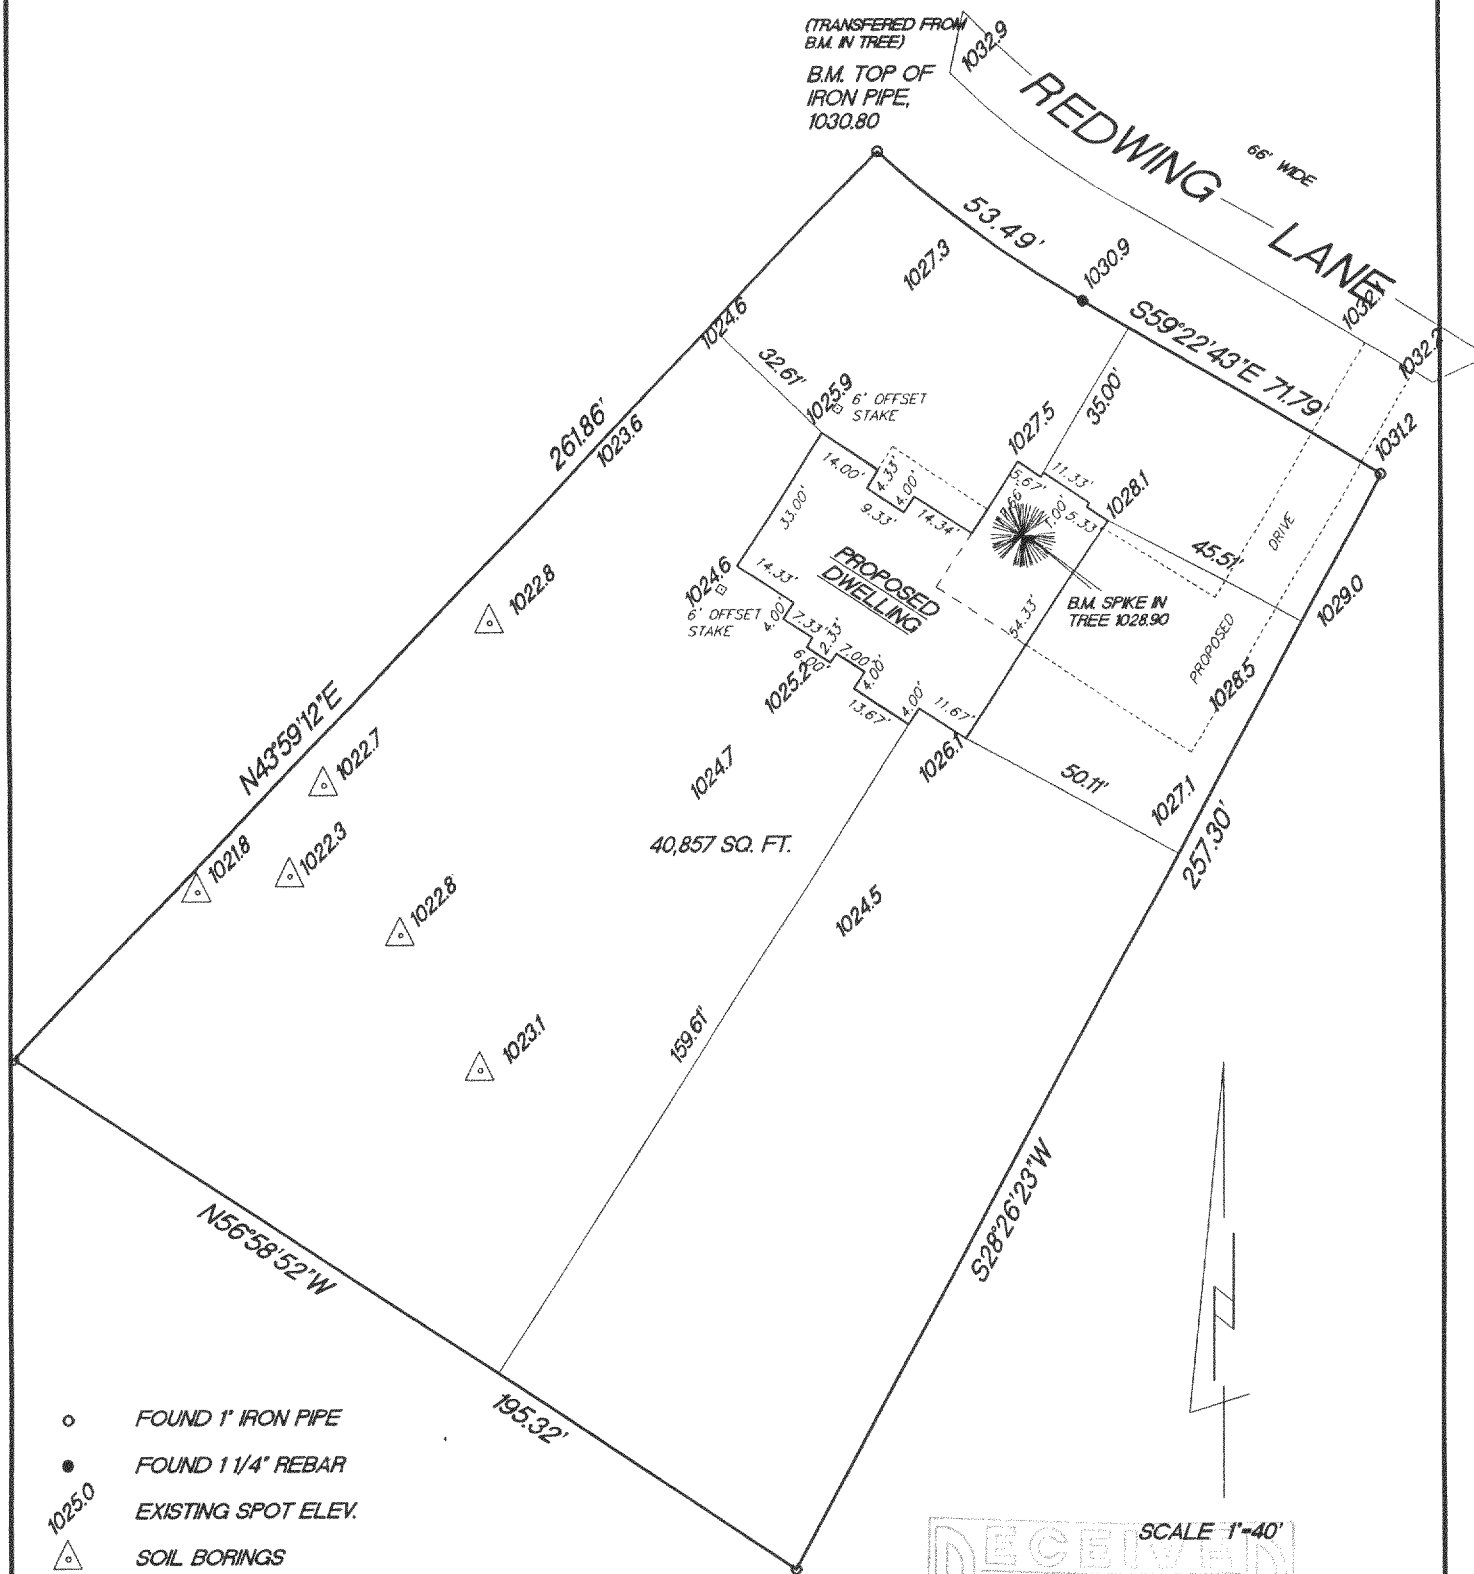 (TRANSFERED FROM
B.M. IN TREE)
B.M. TOP OF
IRON PIPE,
1030.80
1032.9
REDWING LANE
66' WIDE
53.49'
1030.9
1027.3
S59°22'43"E 71.79'
1032.1
1032.2
1031.2
1024.6
32.61'
1025.9
6' OFFSET
STAKE
35.00'
1027.5
261.86'
1023.6
14.00'
4.33'
4.00'
9.33'
14.34'
5.67'
11.33'
1.00'
5.33'
1028.1
33.00'
45.51'
DRIVE
PROPOSED
PROPOSED
DWELLING
B.M. SPIKE IN
TREE 1028.90
54.33'
1029.0
1028.5
1024.6
6' OFFSET
STAKE
14.33'
4.00'
7.33'
2.33'
6.00'
7.00'
4.00'
13.67'
4.00'
11.67'
1025.2
1026.1
50.11'
1027.1
257.30'
1022.8
N43°59'12"E
1022.7
1021.8
1022.3
1022.8
1024.7
40,857 SQ. FT.
1024.5
1023.1
159.61'
S28°26'23"W
N56°58'52"W
195.32'
FOUND 1" IRON PIPE
FOUND 1 1/4" REBAR
1025.0 EXISTING SPOT ELEV.
SOIL BORINGS
SCALE 1"=40'
RECEIVED